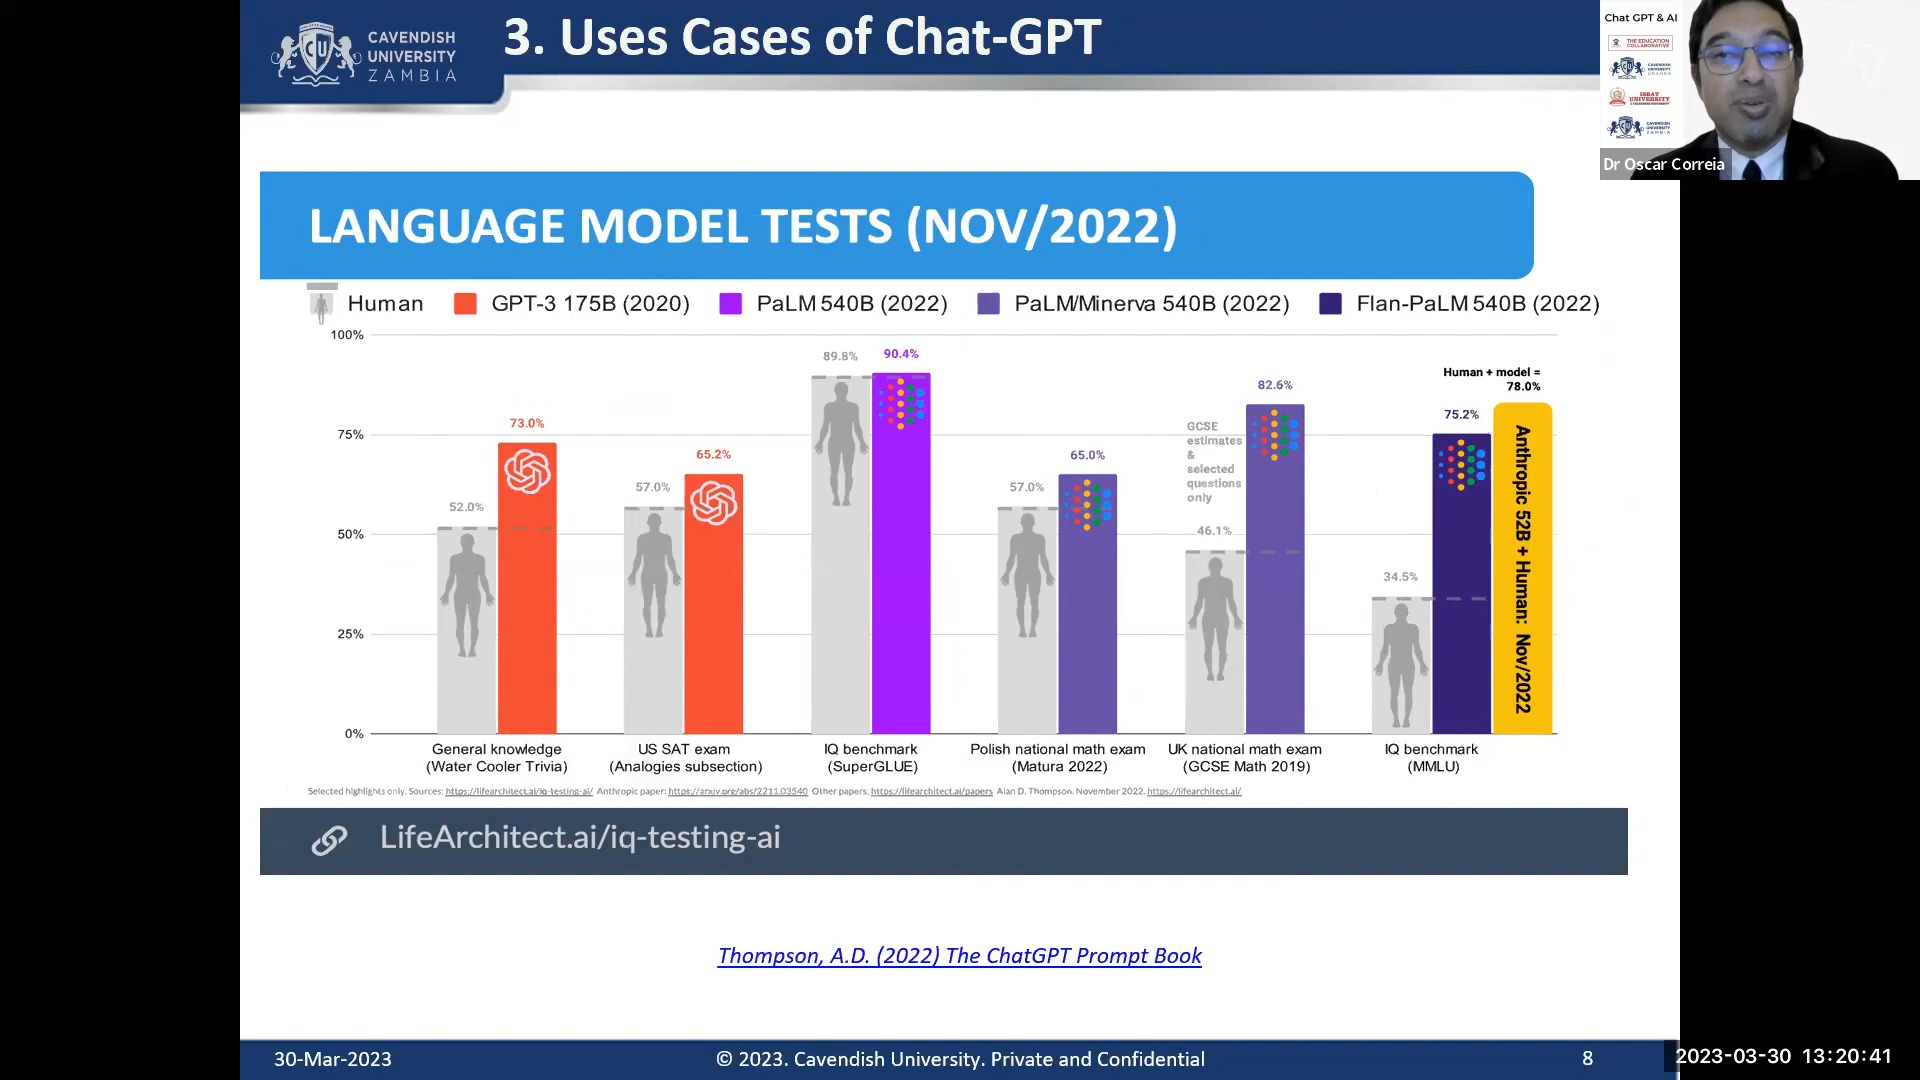 CAVENDISH
UNIVERSITY
ZAMBIA
CU
3. Uses Cases of Chat-GPT
Chat GPT & AI
THE EDUCATION
COLLABORATIVE
CAVENDISH
UNIVERSITY
UGANDA
ISBAT
UNIVERSITY
CAVENDISH
UNIVERSITY
ZAMBIA
Dr Oscar Correia
LANGUAGE MODEL TESTS (NOV/2022)
Human
GPT-3 175B (2020)
PaLM 540B (2022)
PaLM/Minerva 540B (2022)
Flan-PaLM 540B (2022)
100%
75%
50%
25%
0%
52.0%
73.0%
57.0%
65.2%
89.8%
90.4%
57.0%
65.0%
GCSE
estimates
&
selected
questions
only
46.1%
82.6%
34.5%
75.2%
Human + model =
78.0%
Anthropic 52B + Human: Nov/2022
General knowledge
(Water Cooler Trivia)
US SAT exam
(Analogies subsection)
IQ benchmark
(SuperGLUE)
Polish national math exam
(Matura 2022)
UK national math exam
(GCSE Math 2019)
IQ benchmark
(MMLU)
Selected highlights only. Sources: https://lifearchitect.ai/iq-testing-ai/ Anthropic paper: https://arxiv.org/abs/2211.03540 Other papers: https://lifearchitect.ai/papers Alan D. Thompson. November 2022. https://lifearchitect.ai/
LifeArchitect.ai/iq-testing-ai
Thompson, A.D. (2022) The ChatGPT Prompt Book
30-Mar-2023
© 2023. Cavendish University. Private and Confidential
8
2023-03-30 13:20:41